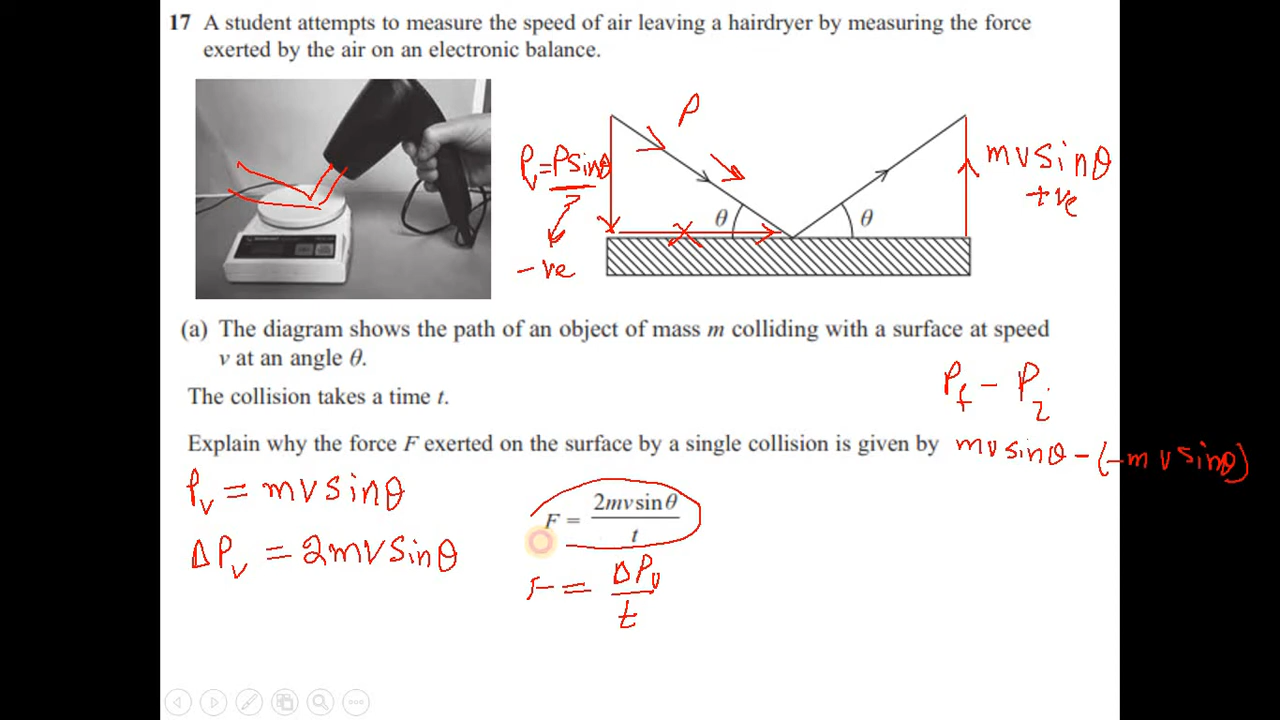 17 A student attempts to measure the speed of air leaving a hairdryer by measuring the force
exerted by the air on an electronic balance.
P
Pᵥ = P sinθ
-ve
θ
θ
mv sinθ
+ve
(a) The diagram shows the path of an object of mass m colliding with a surface at speed
v at an angle θ.
The collision takes a time t.
P_f - P_i
Explain why the force F exerted on the surface by a single collision is given by
mv sinθ - (-mv sinθ)
Pᵥ = mv sinθ
F = 2mv sinθ / t
ΔPᵥ = 2mv sinθ
F = ΔPᵥ / t